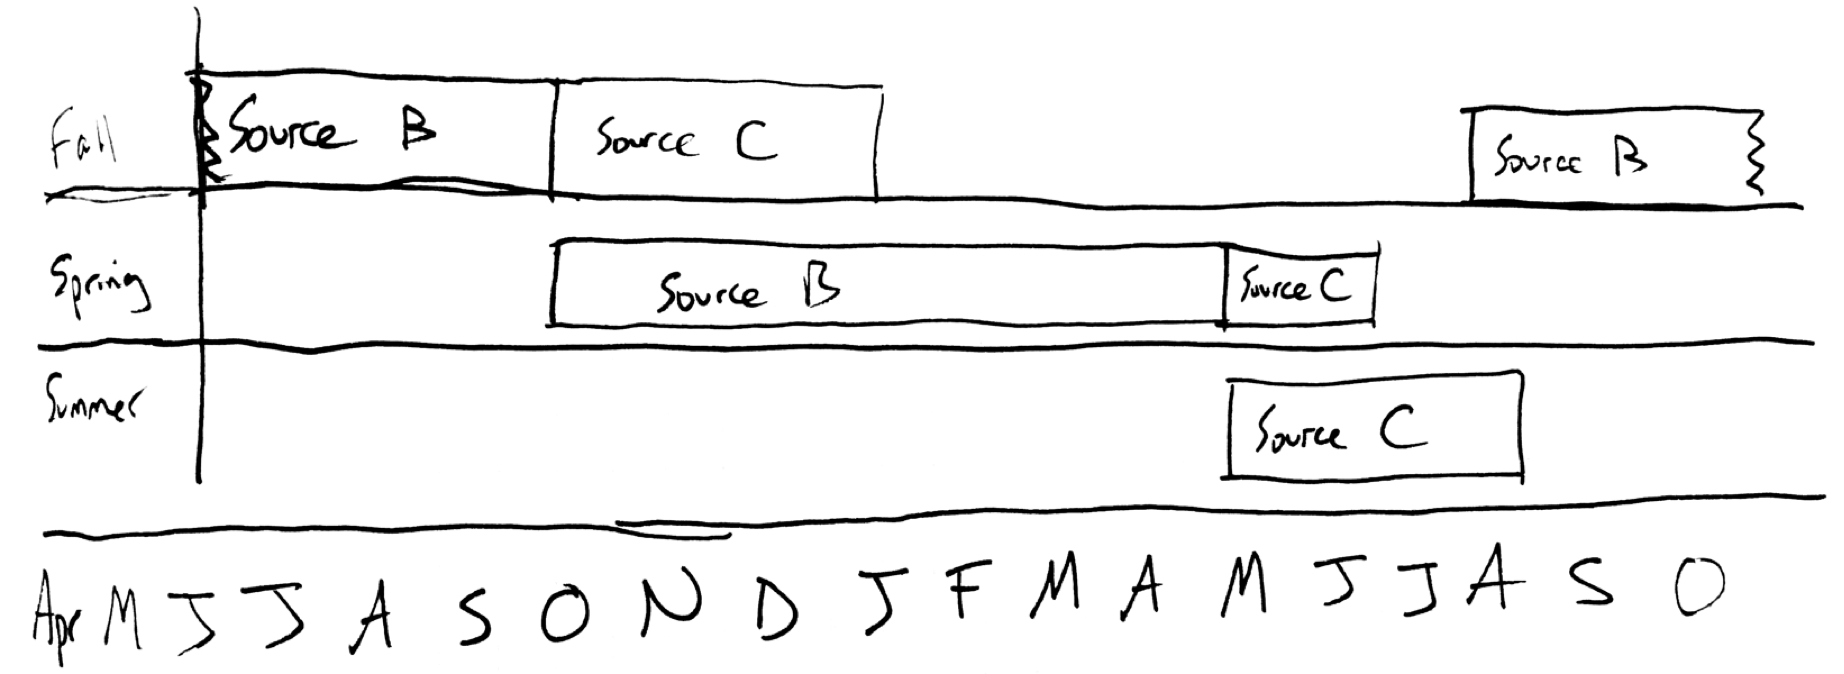 Fall Source B Source C Source B
Spring Source B Source C
Summer Source C
Apr M J J A S O N D J F M A M J J A S O